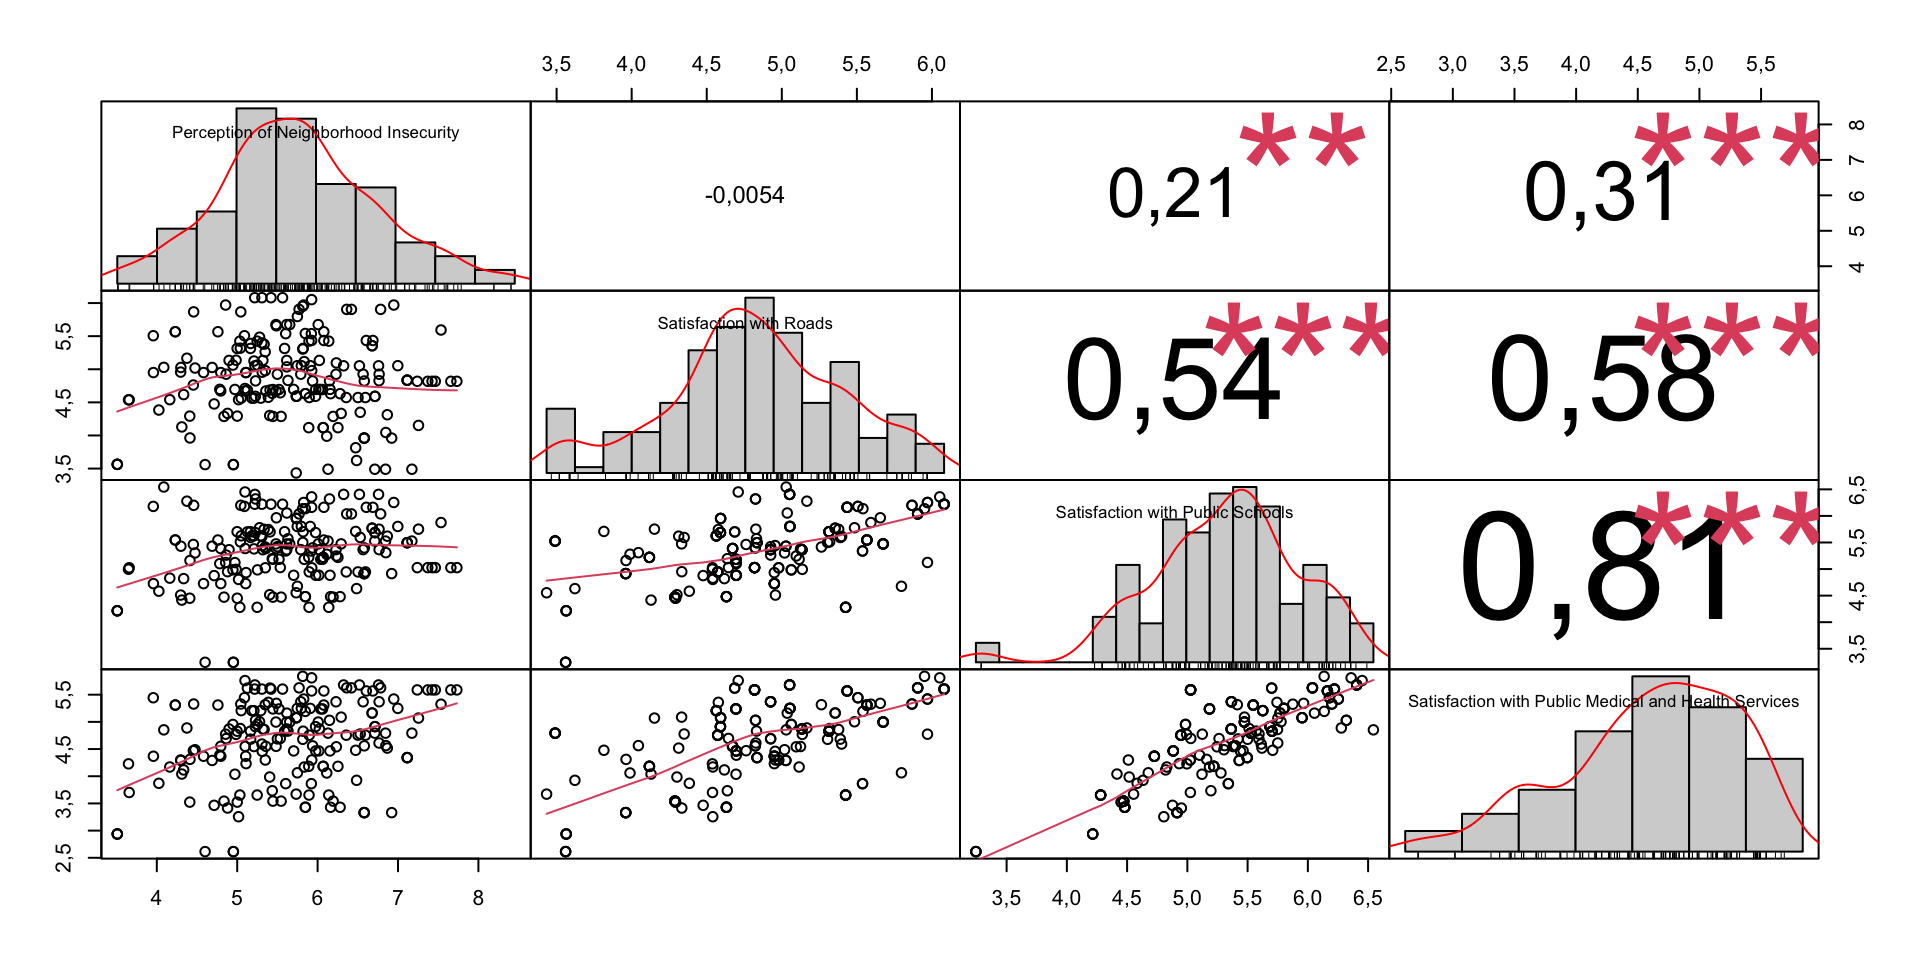 3,5 4,0 4,5 5,0 5,5 6,0
2,5 3,0 3,5 4,0 4,5 5,0 5,5
Perception of Neighborhood Insecurity
-0,0054
0,21
**
0,31
***
4 5 6 7 8
3,5 4,5 5,5
Satisfaction with Roads
0,54
***
0,58
***
Satisfaction with Public Schools
0,81
***
3,5 4,5 5,5 6,5
2,5 3,5 4,5 5,5
Satisfaction with Public Medical and Health Services
4 5 6 7 8
3,5 4,0 4,5 5,0 5,5 6,0 6,5